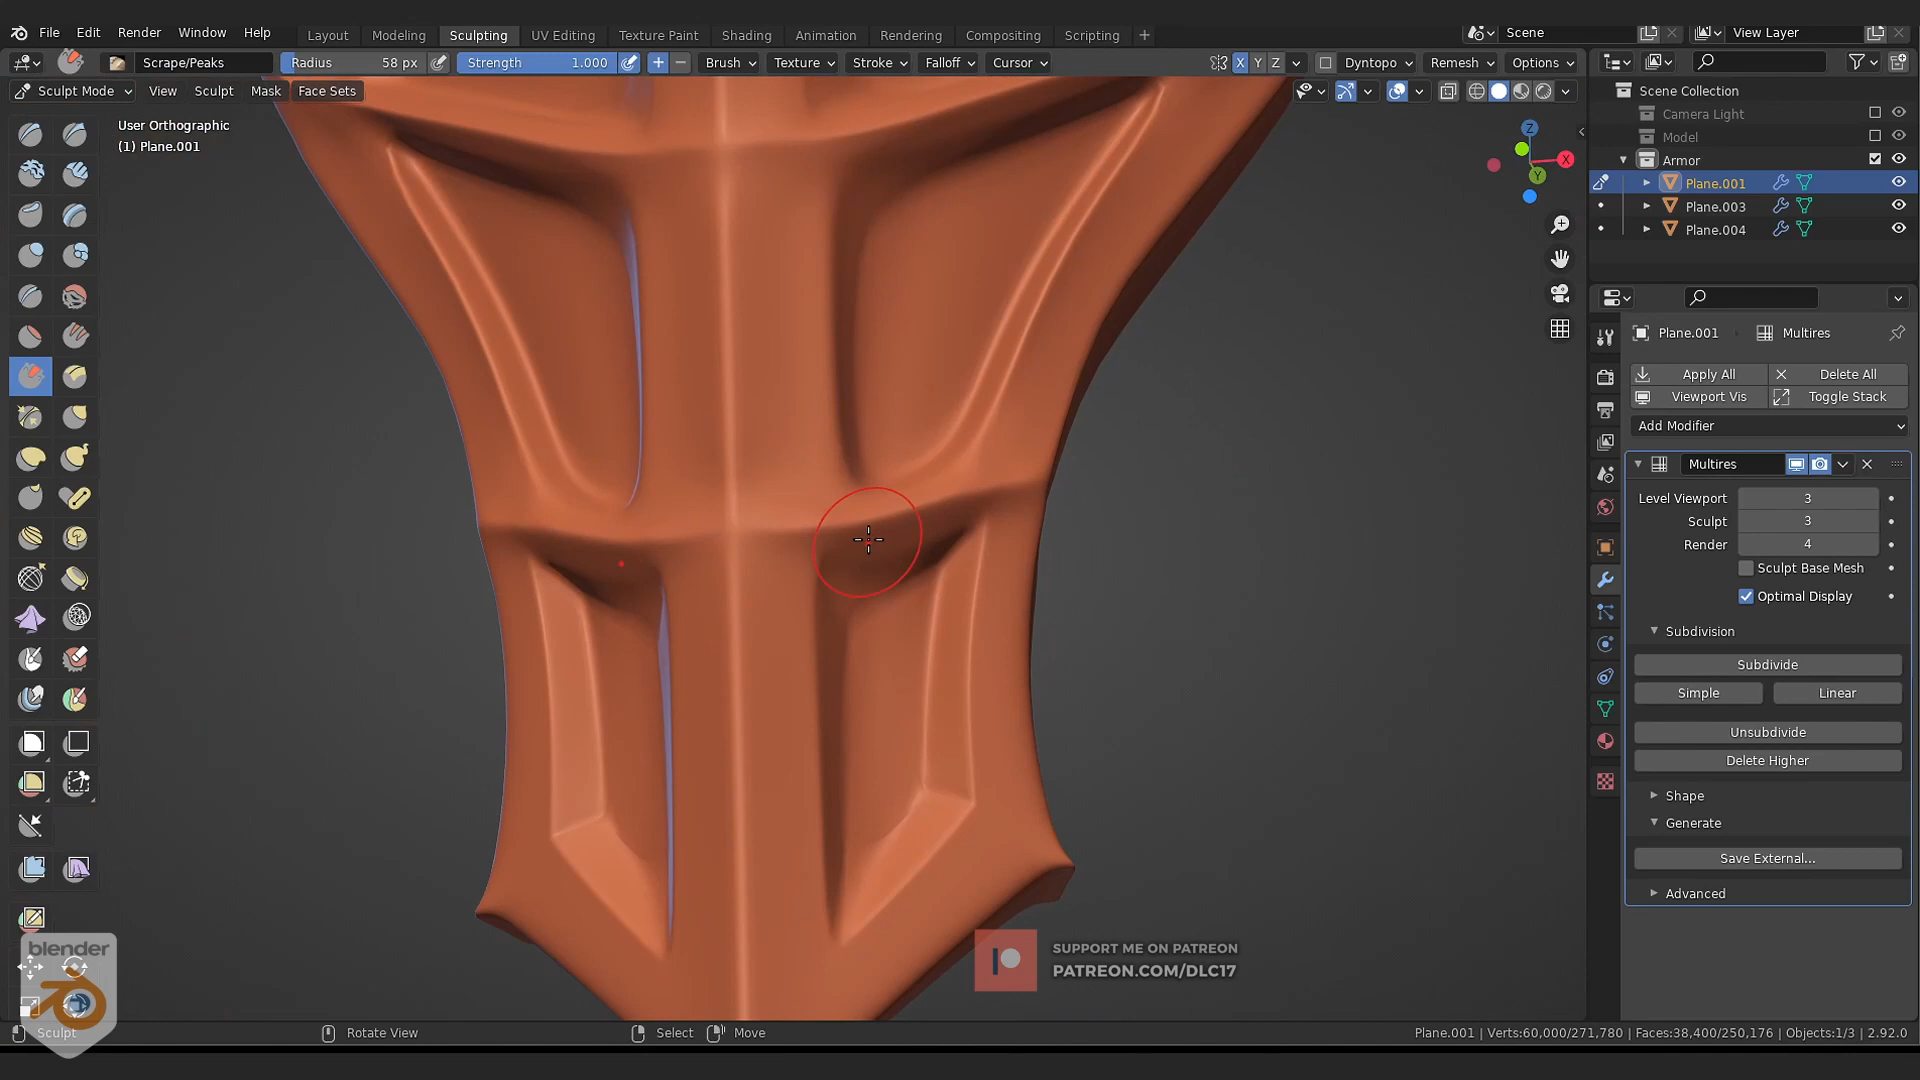 File Edit Render Window Help
Layout Modeling Sculpting UV Editing Texture Paint Shading Animation Rendering Compositing Scripting +
Scene
View Layer
Scrape/Peaks
Radius 58 px
Strength 1.000
Brush Texture Stroke Falloff Cursor
X Y Z
Dyntopo Remesh Options
Sculpt Mode View Sculpt Mask Face Sets
User Orthographic
(1) Plane.001
Z
X
Y
Scene Collection
Camera Light
Model
Armor
Plane.001
Plane.003
Plane.004
Plane.001 Multires
Apply All Delete All
Viewport Vis Toggle Stack
Add Modifier
Multires
Level Viewport 3
Sculpt 3
Render 4
Sculpt Base Mesh
Optimal Display
Subdivision
Subdivide
Simple Linear
Unsubdivide
Delete Higher
Shape
Generate
Save External...
Advanced
blender
SUPPORT ME ON PATREON
PATREON.COM/DLC17
Sculpt Rotate View Select Move
Plane.001 | Verts:60,000/271,780 | Faces:38,400/250,176 | Objects:1/3 | 2.92.0